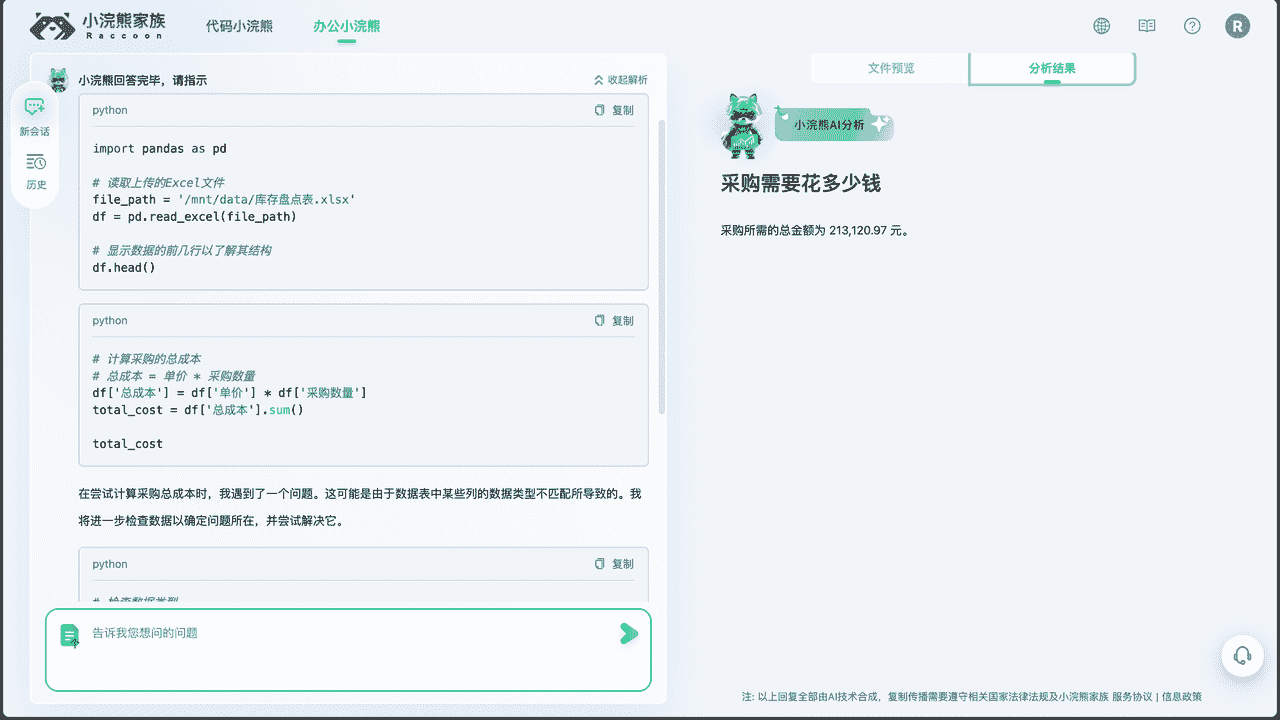 小浣熊家族
Raccoon
代码小浣熊
办公小浣熊
R
新会话
历史
小浣熊回答完毕，请指示
收起解析
python
复制
import pandas as pd
# 读取上传的Excel文件
file_path = '/mnt/data/库存盘点表.xlsx'
df = pd.read_excel(file_path)
# 显示数据的前几行以了解其结构
df.head()
python
复制
# 计算采购的总成本
# 总成本 = 单价 * 采购数量
df['总成本'] = df['单价'] * df['采购数量']
total_cost = df['总成本'].sum()
total_cost
在尝试计算采购总成本时，我遇到了一个问题。这可能是由于数据表中某些列的数据类型不匹配所导致的。我
将进一步检查数据以确定问题所在，并尝试解决它。
python
复制
# 检查数据类型
告诉我您想问的问题
文件预览
分析结果
小浣熊AI分析
采购需要花多少钱
采购所需的总金额为 213,120.97 元。
注: 以上回复全部由AI技术合成，复制传播需要遵守相关国家法律法规及小浣熊家族 服务协议 | 信息政策